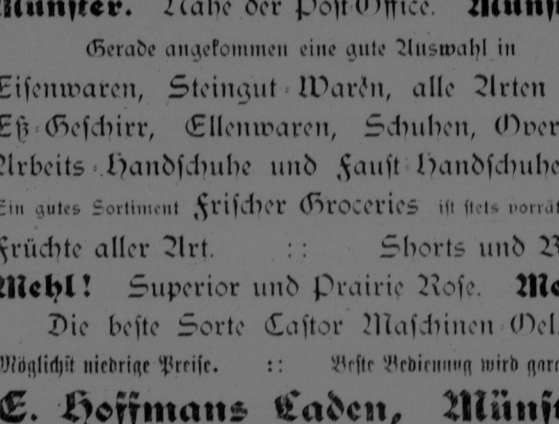 Münster. Nahe der Post Office. Münst
Gerade angekommen eine gute Auswahl in
Eisenwaren, Steingut-Warèn, alle Arten
Eß-Geschirr, Ellenwaren, Schuhen, Over
Arbeits-Handschuhe und Faust-Handschuhe
Ein gutes Sortiment Frischer Groceries ist stets vorrät
Früchte aller Art. :: Shorts und B
Mehl! Superior und Prairie Rose. Me
Die beste Sorte Castor Maschinen-Oel.
Möglichst niedrige Preise. :: Beste Bedienung wird gara
E. Hoffmans Laden, Münst